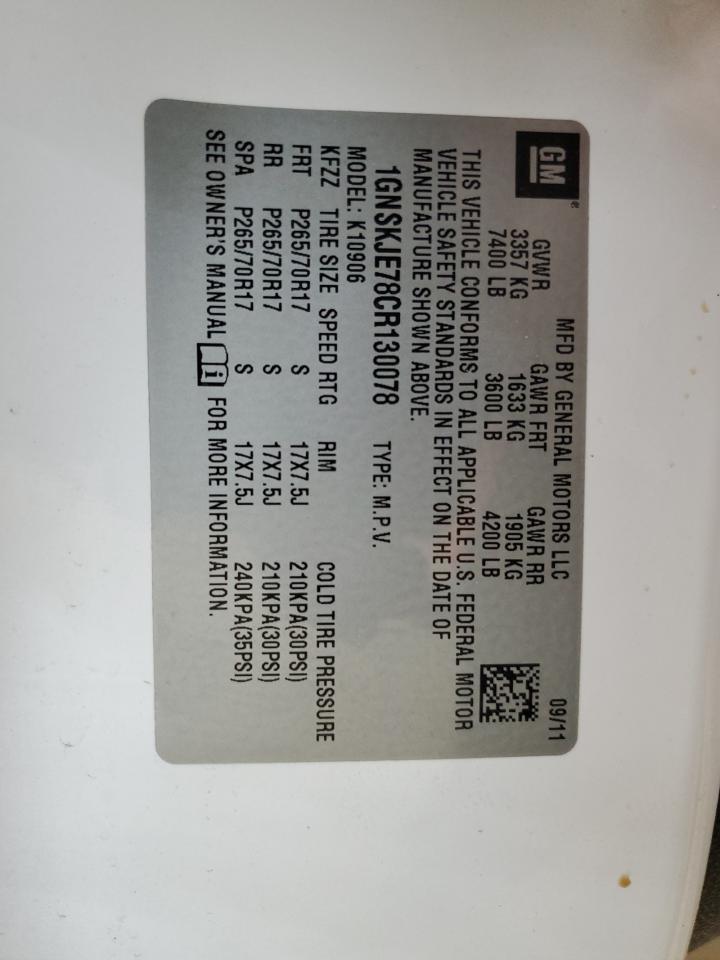 GM®
MFD BY GENERAL MOTORS LLC 09/11
GVWR GAWR FRT GAWR RR
3357 KG 1633 KG 1905 KG
7400 LB 3600 LB 4200 LB
THIS VEHICLE CONFORMS TO ALL APPLICABLE U.S. FEDERAL MOTOR
VEHICLE SAFETY STANDARDS IN EFFECT ON THE DATE OF
MANUFACTURE SHOWN ABOVE.
1GNSKJE78CR130078 TYPE: M.P.V.
MODEL: K10906
KFZZ TIRE SIZE SPEED RTG RIM COLD TIRE PRESSURE
FRT P265/70R17 S 17X7.5J 210KPA(30PSI)
RR P265/70R17 S 17X7.5J 210KPA(30PSI)
SPA P265/70R17 S 17X7.5J 240KPA(35PSI)
SEE OWNER'S MANUAL i FOR MORE INFORMATION.